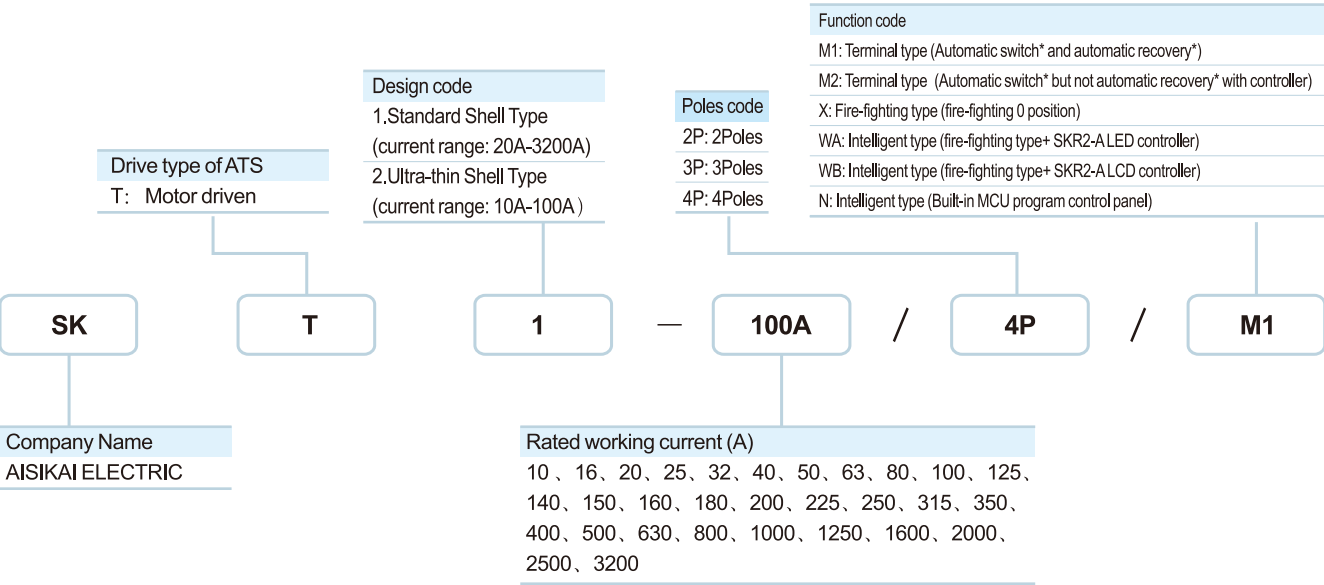 Function code
M1: Terminal type (Automatic switch* and automatic recovery*)
M2: Terminal type (Automatic switch* but not automatic recovery* with controller)
X: Fire-fighting type (fire-fighting 0 position)
WA: Intelligent type (fire-fighting type+ SKR2-A LED controller)
WB: Intelligent type (fire-fighting type+ SKR2-A LCD controller)
N: Intelligent type (Built-in MCU program control panel)
Design code
1.Standard Shell Type
(current range: 20A-3200A)
2.Ultra-thin Shell Type
(current range: 10A-100A）
Poles code
2P: 2Poles
3P: 3Poles
4P: 4Poles
Drive type of ATS
T： Motor driven
SK T 1 — 100A / 4P / M1
Company Name
AISIKAI ELECTRIC
Rated working current (A)
10、16、20、25、32、40、50、63、80、100、125、
140、150、160、180、200、225、250、315、350、
400、500、630、800、1000、1250、1600、2000、
2500、3200